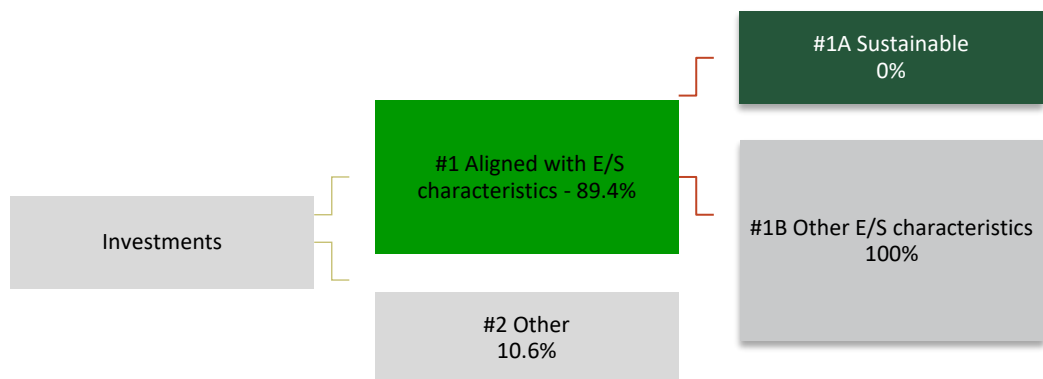 Investments
#1 Aligned with E/S
characteristics - 89.4%
#2 Other
10.6%
#1A Sustainable
0%
#1B Other E/S characteristics
100%